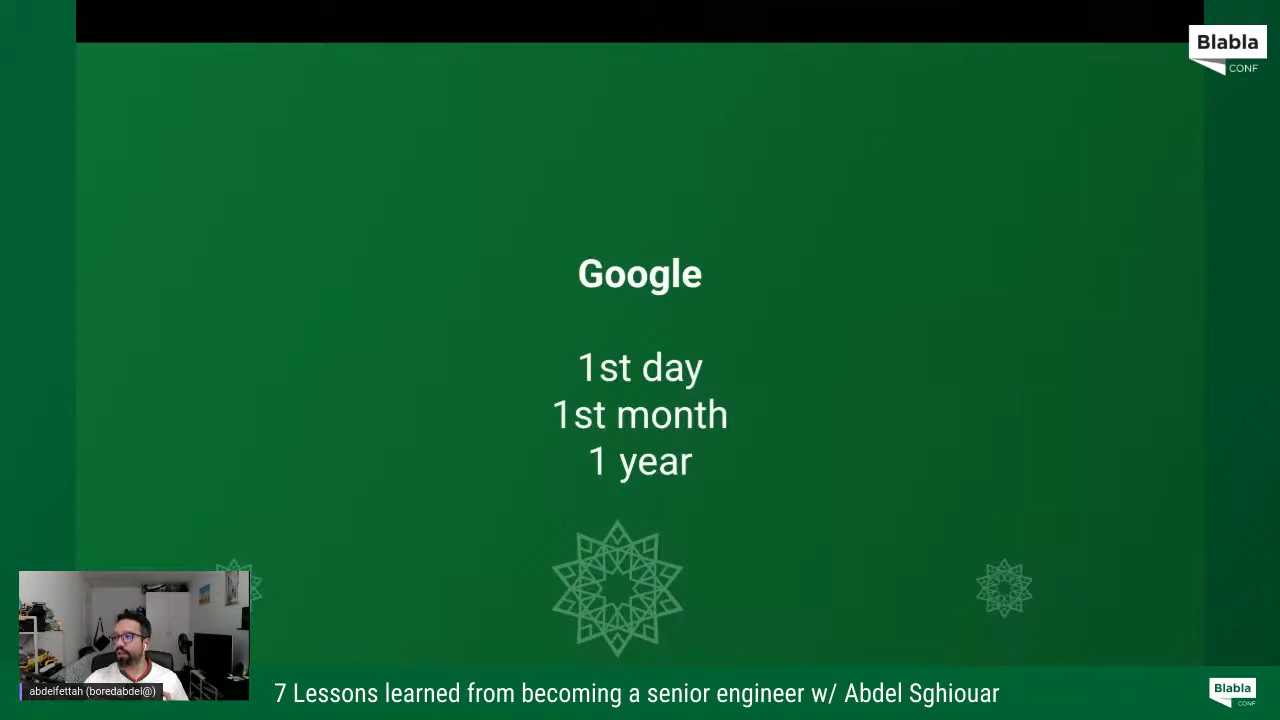 Blabla
CONF
Google
1st day
1st month
1 year
abdelfettah (boredabdel@)
7 Lessons learned from becoming a senior engineer w/ Abdel Sghiouar
Blabla
CONF